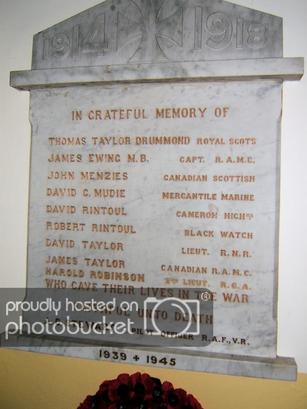 1914 1918
IN GRATEFUL MEMORY OF
THOMAS TAYLOR DRUMMOND ROYAL SCOTS
JAMES EWING M.B. CAPT. R.A.M.C.
JOHN MENZIES CANADIAN SCOTTISH
DAVID G. MUDIE MERCANTILE MARINE
DAVID RINTOUL CAMERON HIGHRS
ROBERT RINTOUL BLACK WATCH
DAVID TAYLOR LIEUT. R.N.R.
JAMES TAYLOR CANADIAN R.A.M.C.
HAROLD ROBINSON 2ND LIEUT. R.G.A.
WHO GAVE THEIR LIVES IN THE WAR
UNTO DEATH
proudly hosted on
photobucket
PILOT OFFICER R.A.F.,V.R.
1939 + 1945